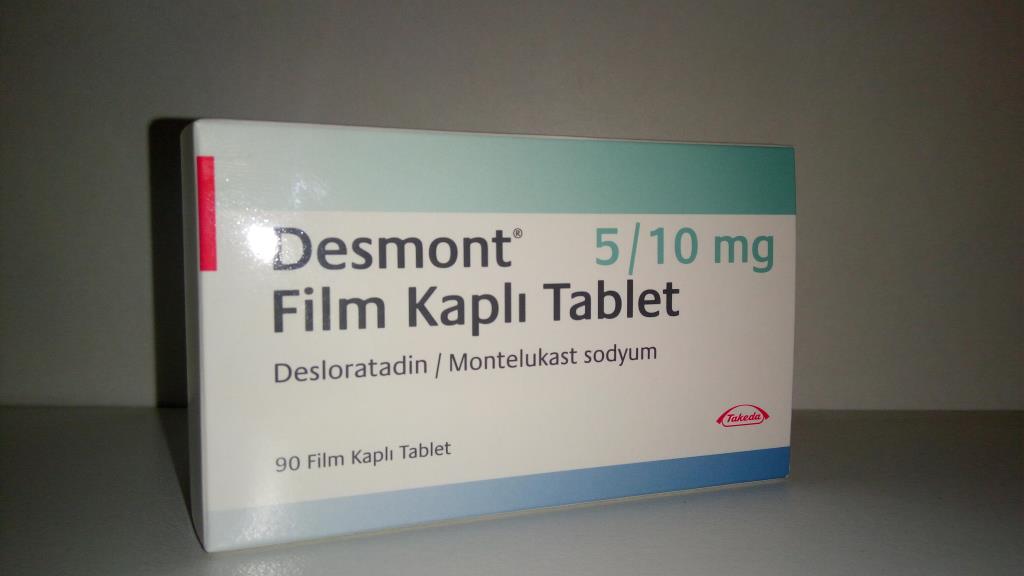 Desmont® 5/10 mg
Film Kaplı Tablet
Desloratadin / Montelukast sodyum
Takeda
90 Film Kaplı Tablet